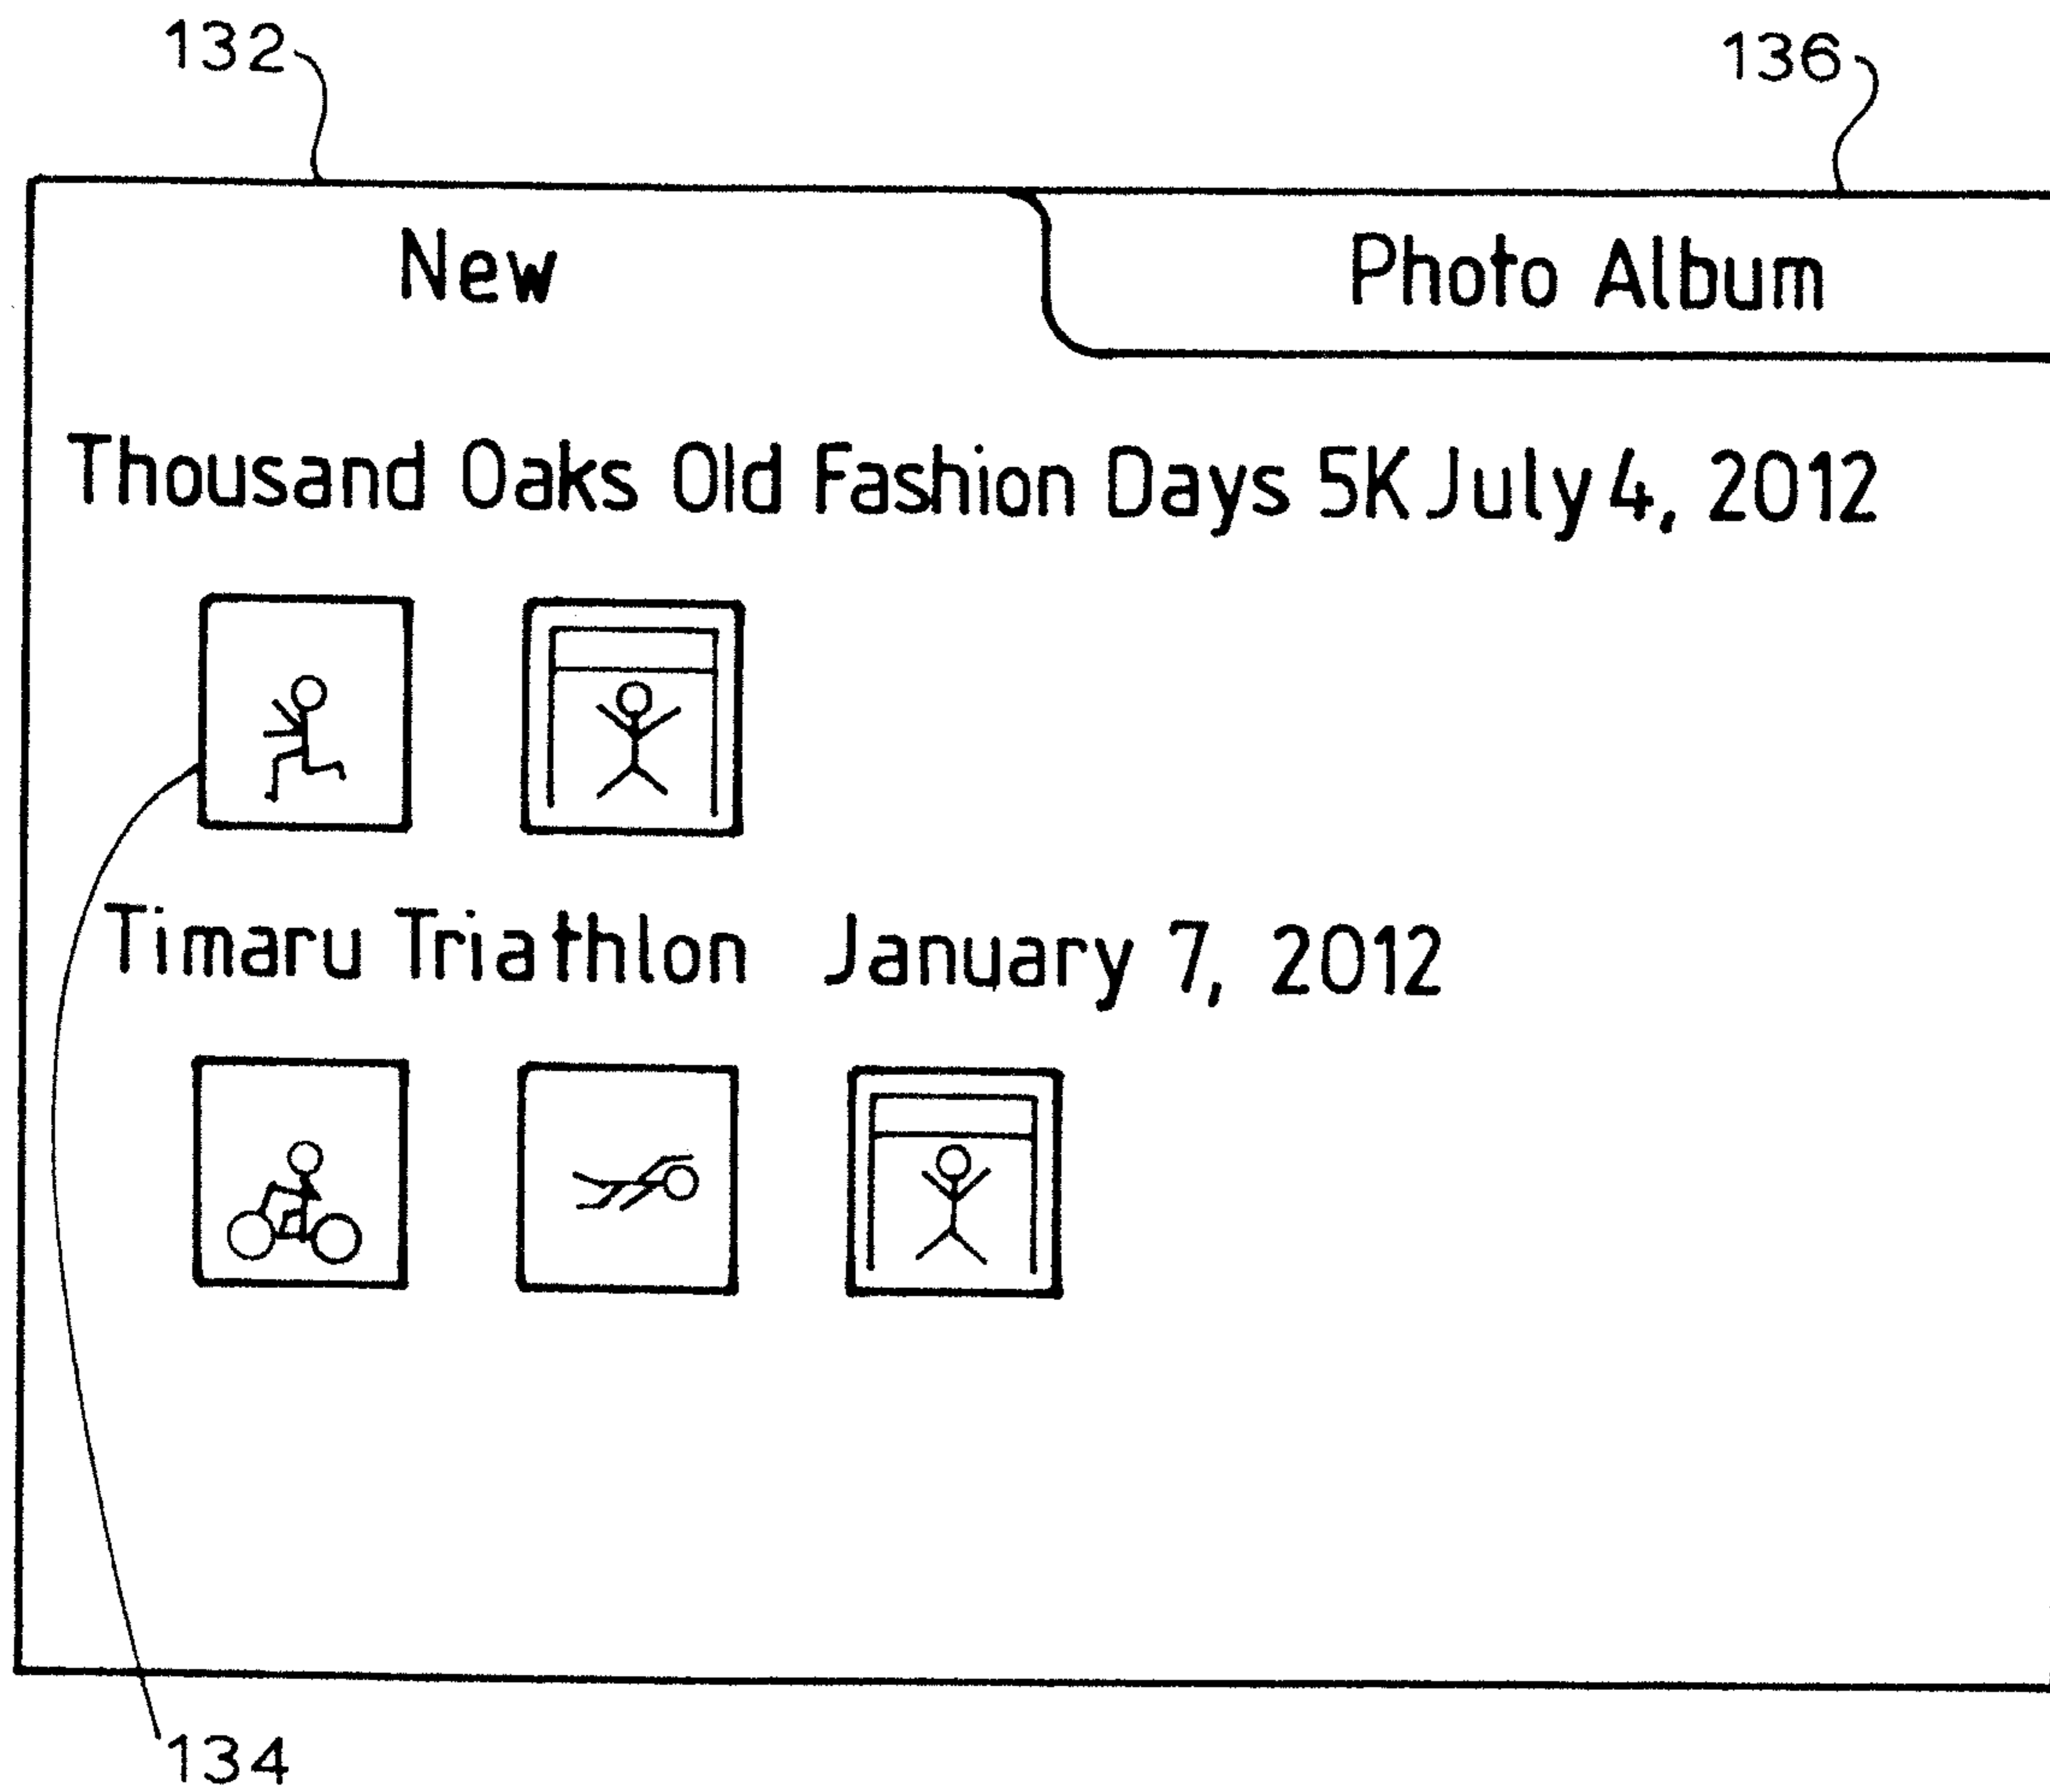 132 136
New Photo Album
Thousand Oaks Old Fashion Days 5K July 4, 2012
Timaru Triathlon January 7, 2012
134